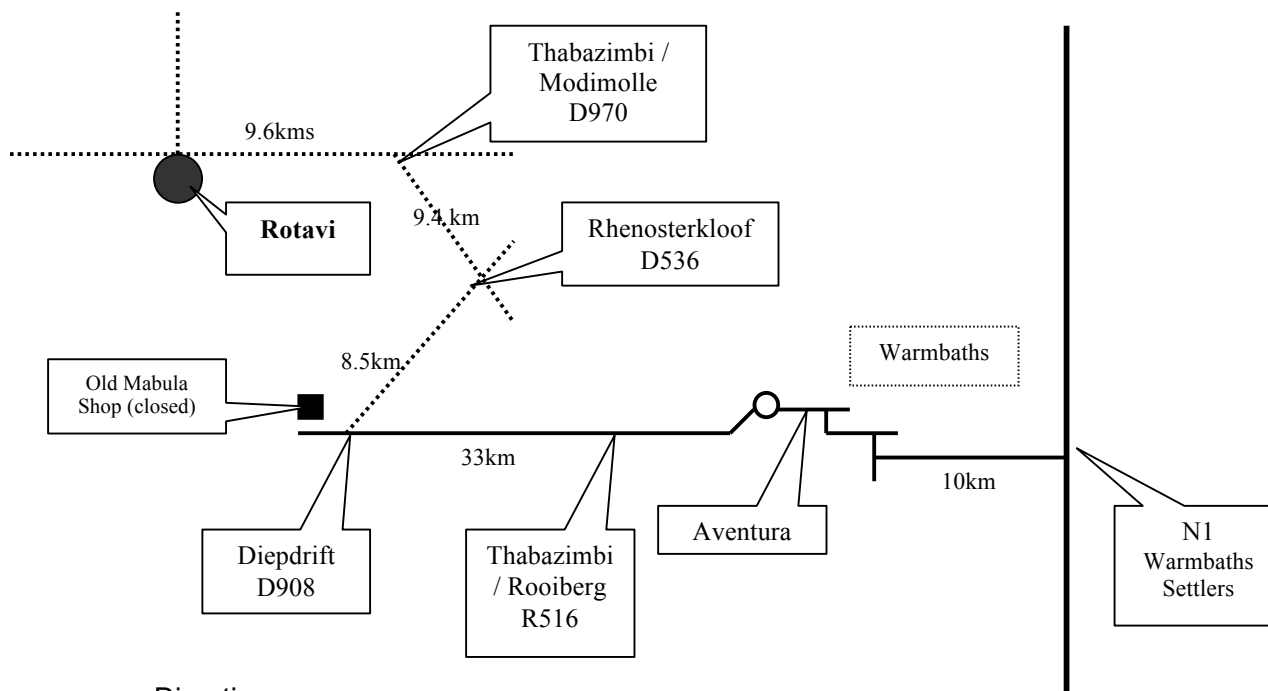 Thabazimbi /
Modimolle
D970
9.6kms
Rotavi
9.4 km
Rhenosterkloof
D536
8.5km
Warmbaths
Old Mabula
Shop (closed)
33km
10km
Aventura
Diepdrift
D908
Thabazimbi
/ Rooiberg
R516
N1
Warmbaths
Settlers